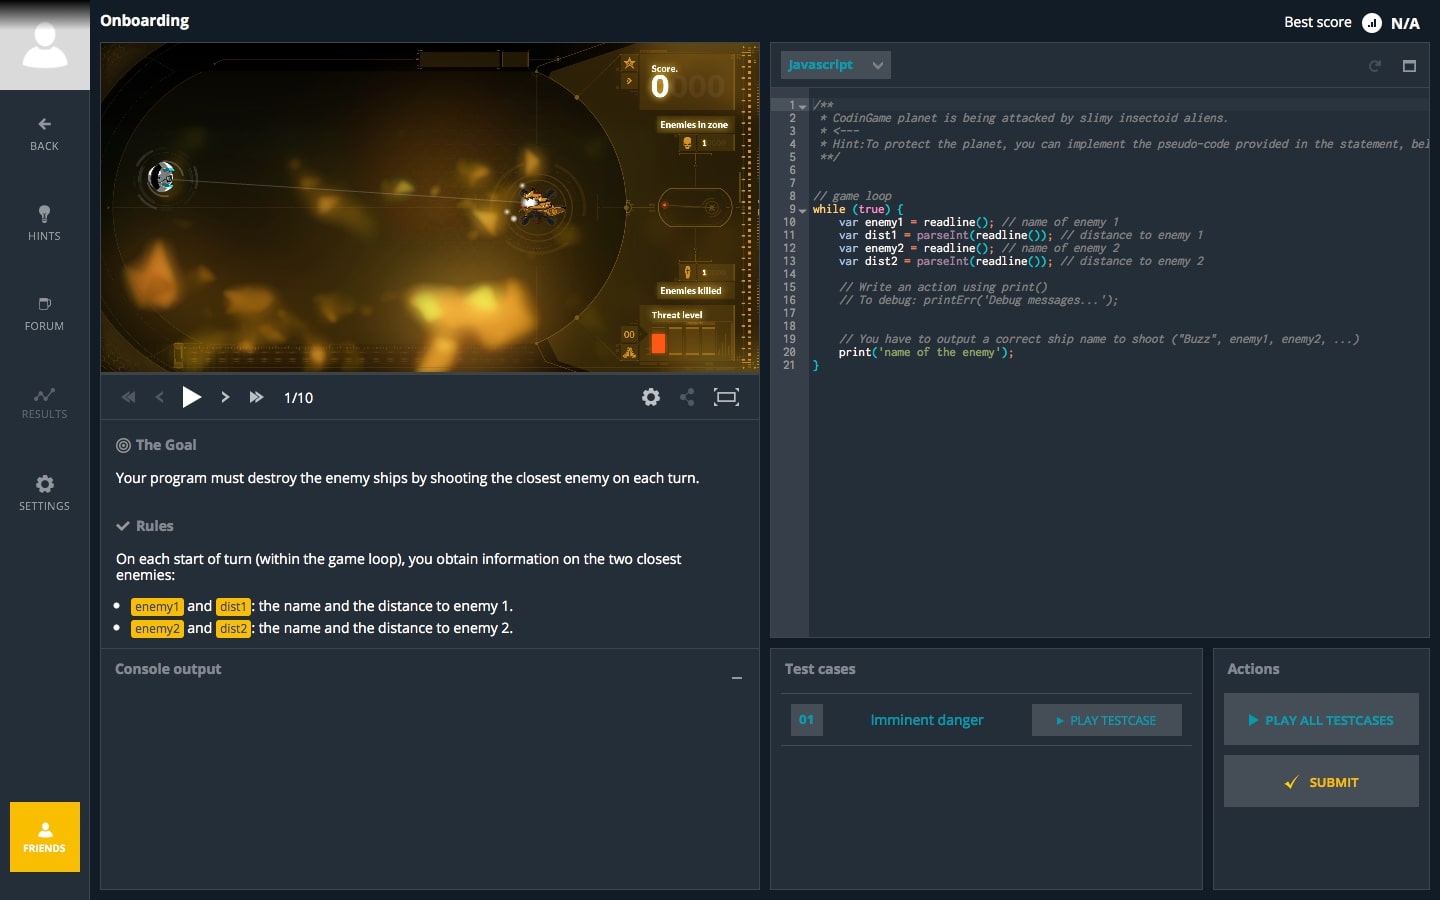 Onboarding
Best score N/A
BACK
HINTS
FORUM
RESULTS
SETTINGS
FRIENDS
Score.
0000
Enemies in zone
1
1
Enemies killed
Threat level
00
1/10
The Goal
Your program must destroy the enemy ships by shooting the closest enemy on each turn.
Rules
On each start of turn (within the game loop), you obtain information on the two closest
enemies:
enemy1 and dist1: the name and the distance to enemy 1.
enemy2 and dist2: the name and the distance to enemy 2.
Console output
Javascript
1 /**
2 * CodinGame planet is being attacked by slimy insectoid aliens.
3 * <---
4 * Hint:To protect the planet, you can implement the pseudo-code provided in the statement, bel
5 **/
6
7
8 // game loop
9 while (true) {
10 var enemy1 = readline(); // name of enemy 1
11 var dist1 = parseInt(readline()); // distance to enemy 1
12 var enemy2 = readline(); // name of enemy 2
13 var dist2 = parseInt(readline()); // distance to enemy 2
14
15 // Write an action using print()
16 // To debug: printErr('Debug messages...');
17
18
19 // You have to output a correct ship name to shoot ("Buzz", enemy1, enemy2, ...)
20 print('name of the enemy');
21 }
Test cases
01 Imminent danger PLAY TESTCASE
Actions
PLAY ALL TESTCASES
SUBMIT